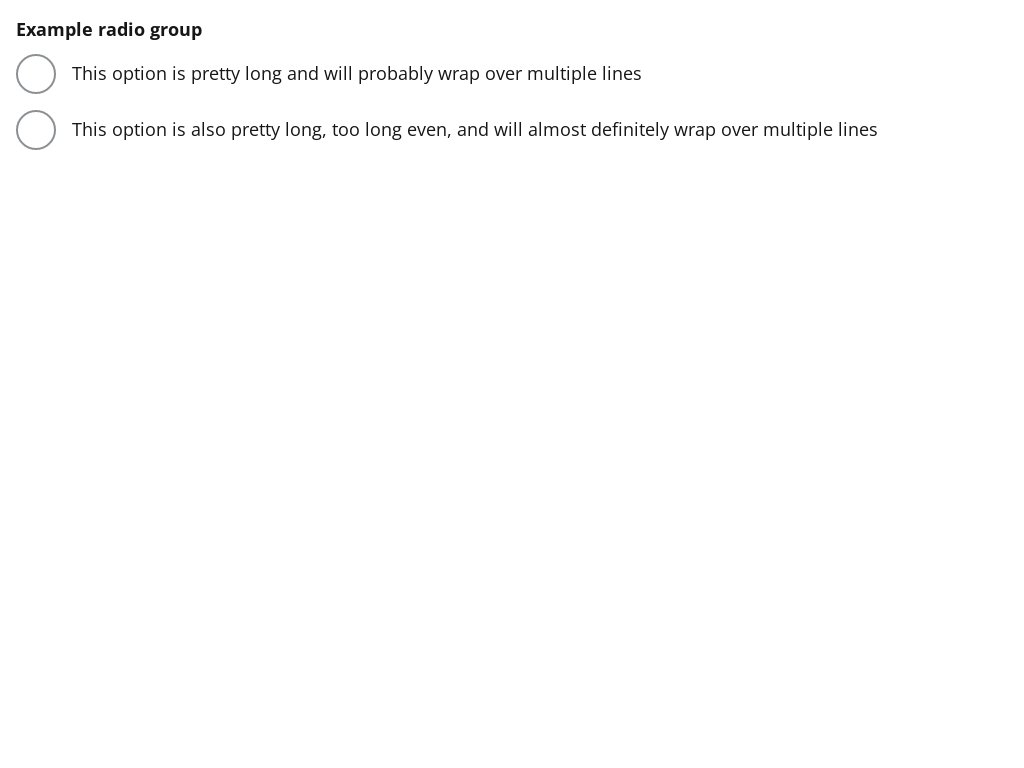 Example radio group
This option is pretty long and will probably wrap over multiple lines
This option is also pretty long, too long even, and will almost definitely wrap over multiple lines